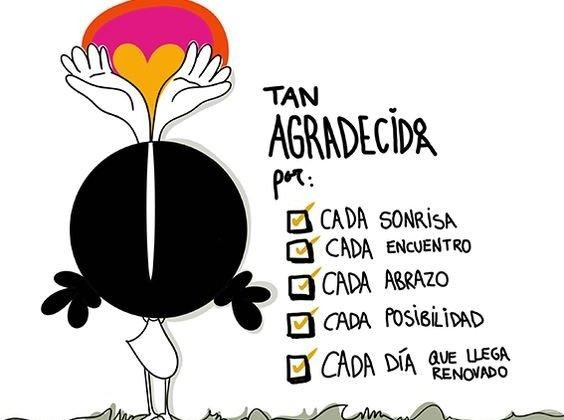 TAN
AGRADECIDA
por:
CADA SONRISA
CADA ENCUENTRO
CADA ABRAZO
CADA POSIBILIDAD
CADA DÍA QUE LLEGA
RENOVADO